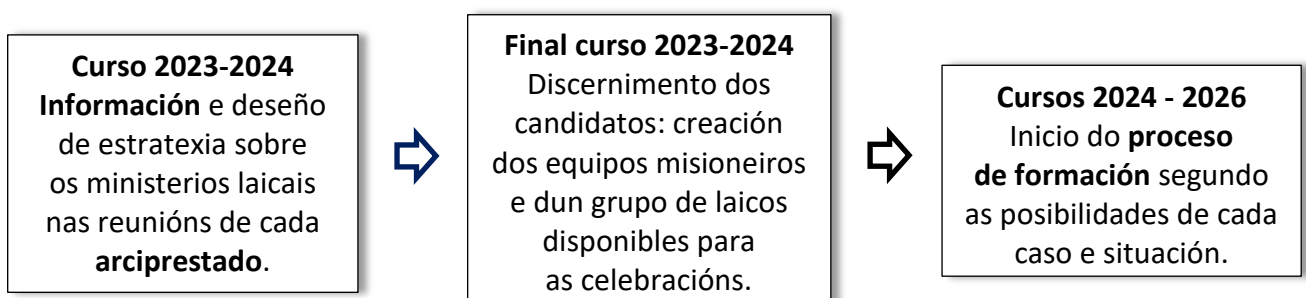 Curso 2023-2024
Información e deseño
de estratexia sobre
os ministerios laicais
nas reunións de cada
arciprestado.
Final curso 2023-2024
Discernimento dos
candidatos: creación
dos equipos misioneiros
e dun grupo de laicos
disponibles para
as celebracións.
Cursos 2024 - 2026
Inicio do proceso
de formación segundo
as posibilidades de cada
caso e situación.